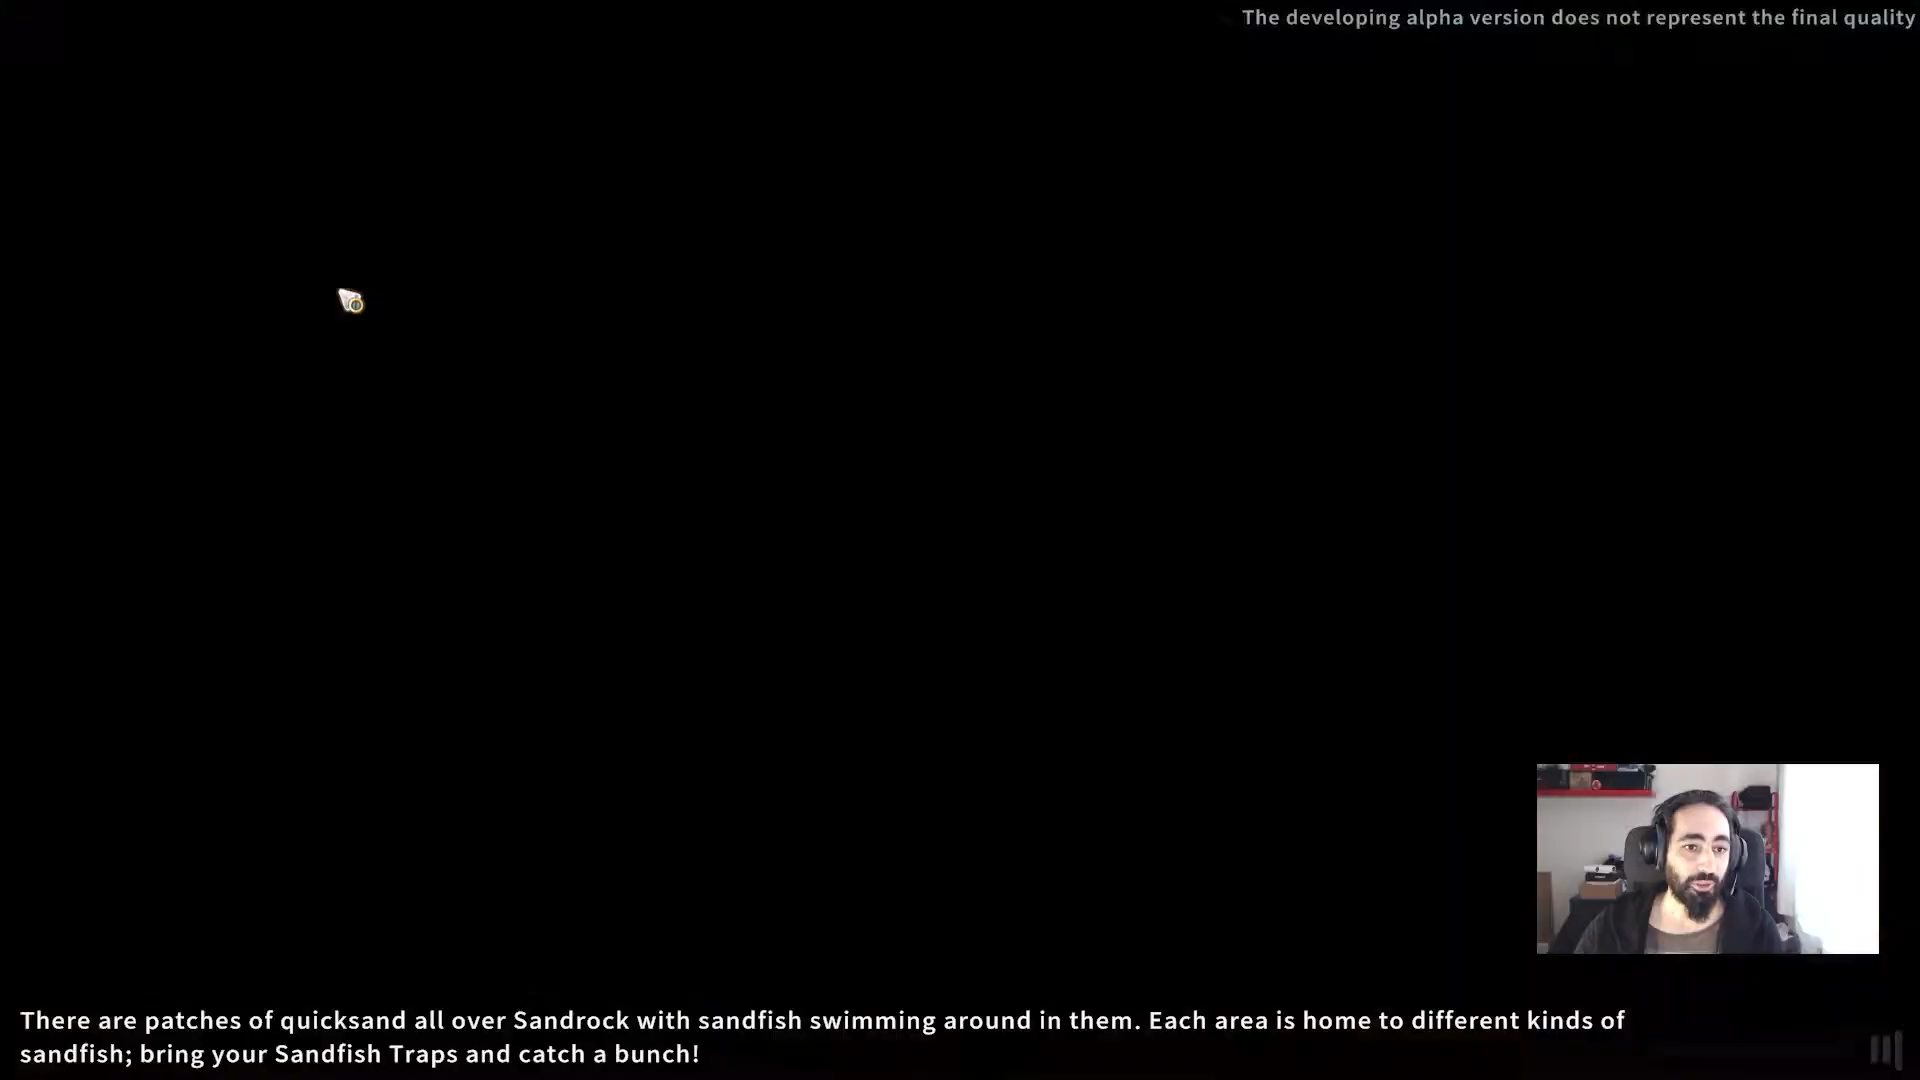 The developing alpha version does not represent the final quality
There are patches of quicksand all over Sandrock with sandfish swimming around in them. Each area is home to different kinds of
sandfish; bring your Sandfish Traps and catch a bunch!